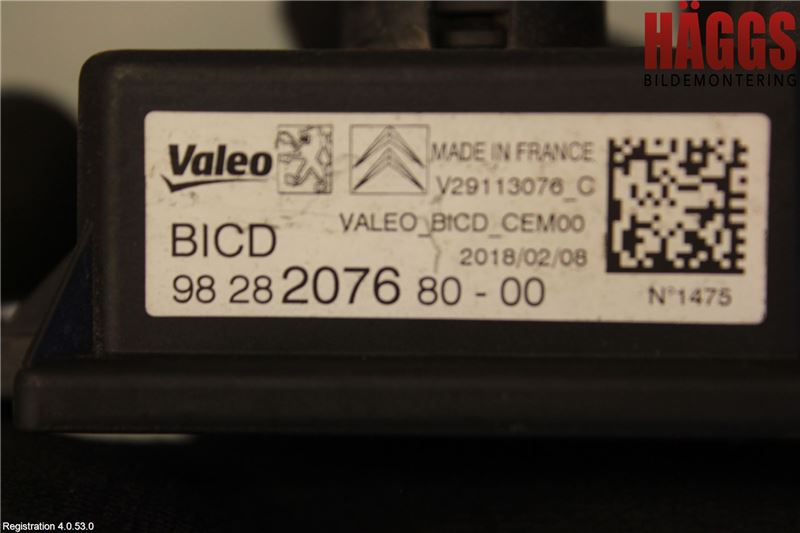 HÄGGS
BILDEMONTERING
Valeo
MADE IN FRANCE
V29113076_C
VALEO_BICD_CEM00
BICD
2018/02/08
98 28 2076 80 - 00
N°1475
Registration 4.0.53.0